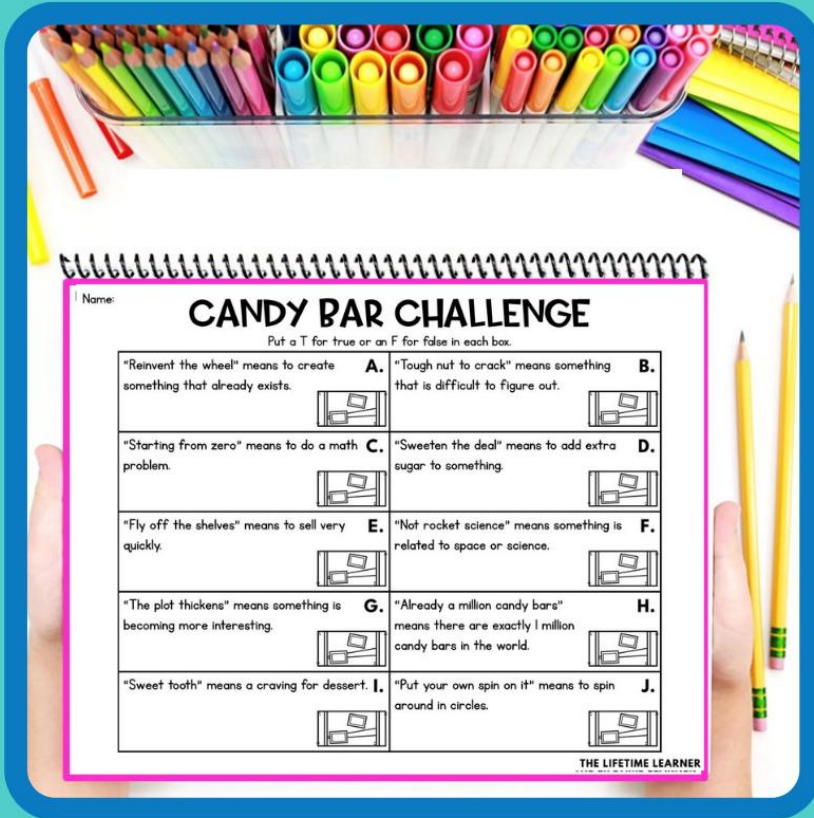 Name:
CANDY BAR CHALLENGE
Put a T for true or an F for false in each box.
"Reinvent the wheel" means to create
something that already exists.
A.
"Tough nut to crack" means something
that is difficult to figure out.
B.
"Starting from zero" means to do a math
problem.
C.
"Sweeten the deal" means to add extra
sugar to something.
D.
"Fly off the shelves" means to sell very
quickly.
E.
"Not rocket science" means something is
related to space or science.
F.
"The plot thickens" means something is
becoming more interesting.
G.
"Already a million candy bars"
means there are exactly 1 million
candy bars in the world.
H.
"Sweet tooth" means a craving for dessert.
I.
"Put your own spin on it" means to spin
around in circles.
J.
THE LIFETIME LEARNER